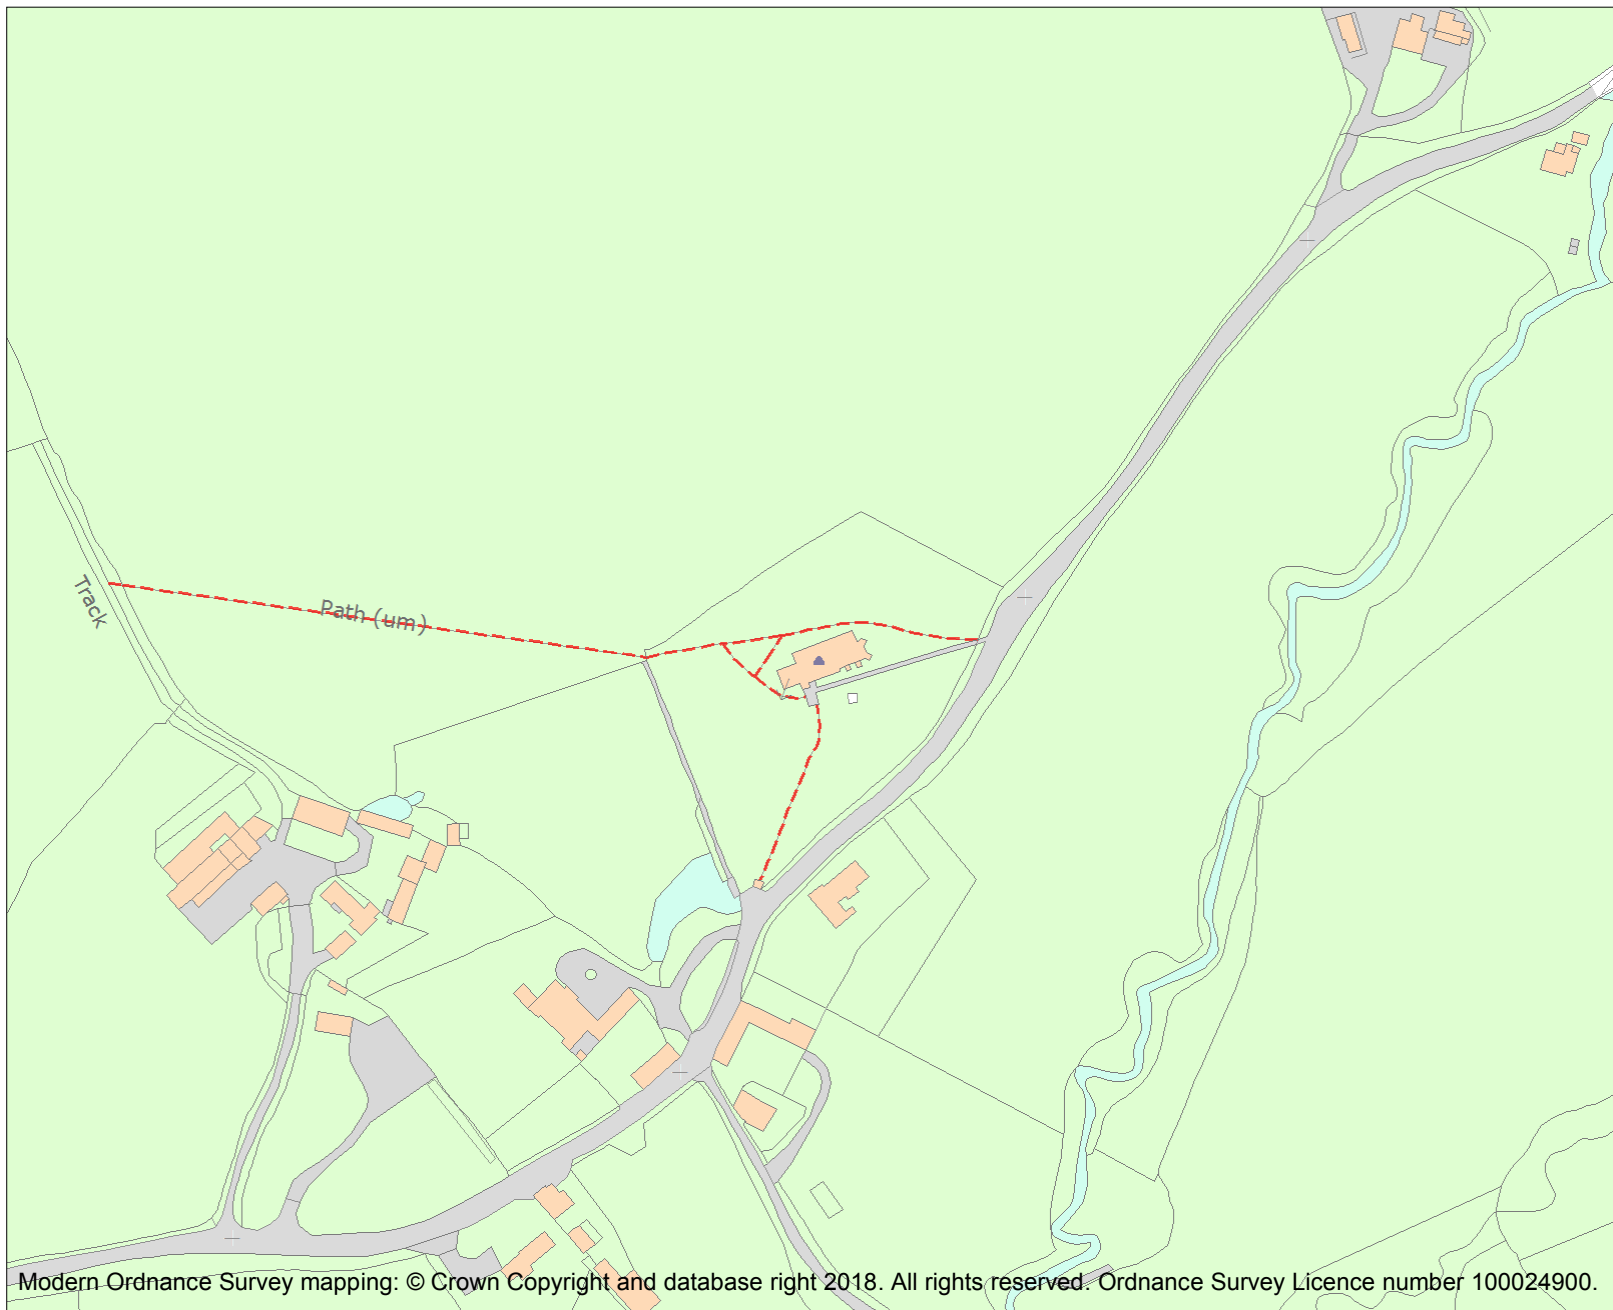 Track
Path (um)
Modern Ordnance Survey mapping: © Crown Copyright and database right 2018. All rights reserved. Ordnance Survey Licence number 100024900.